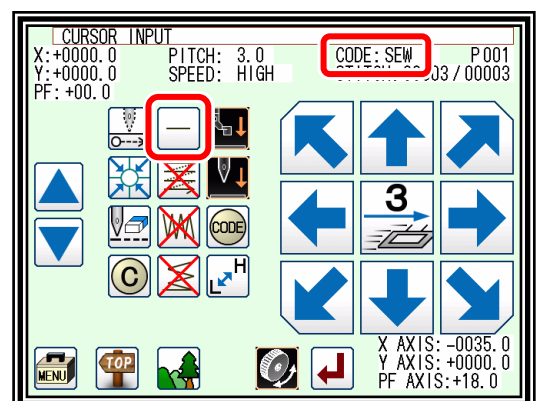 CURSOR INPUT
X:+0000.0 PITCH: 3.0 CODE:SEW P001
Y:+0000.0 SPEED: HIGH 03/00003
PF: +00.0
3
CODE
C
L H
X AXIS: -0035.0
MENU TOP Y AXIS: +0000.0
PF AXIS:+18.0